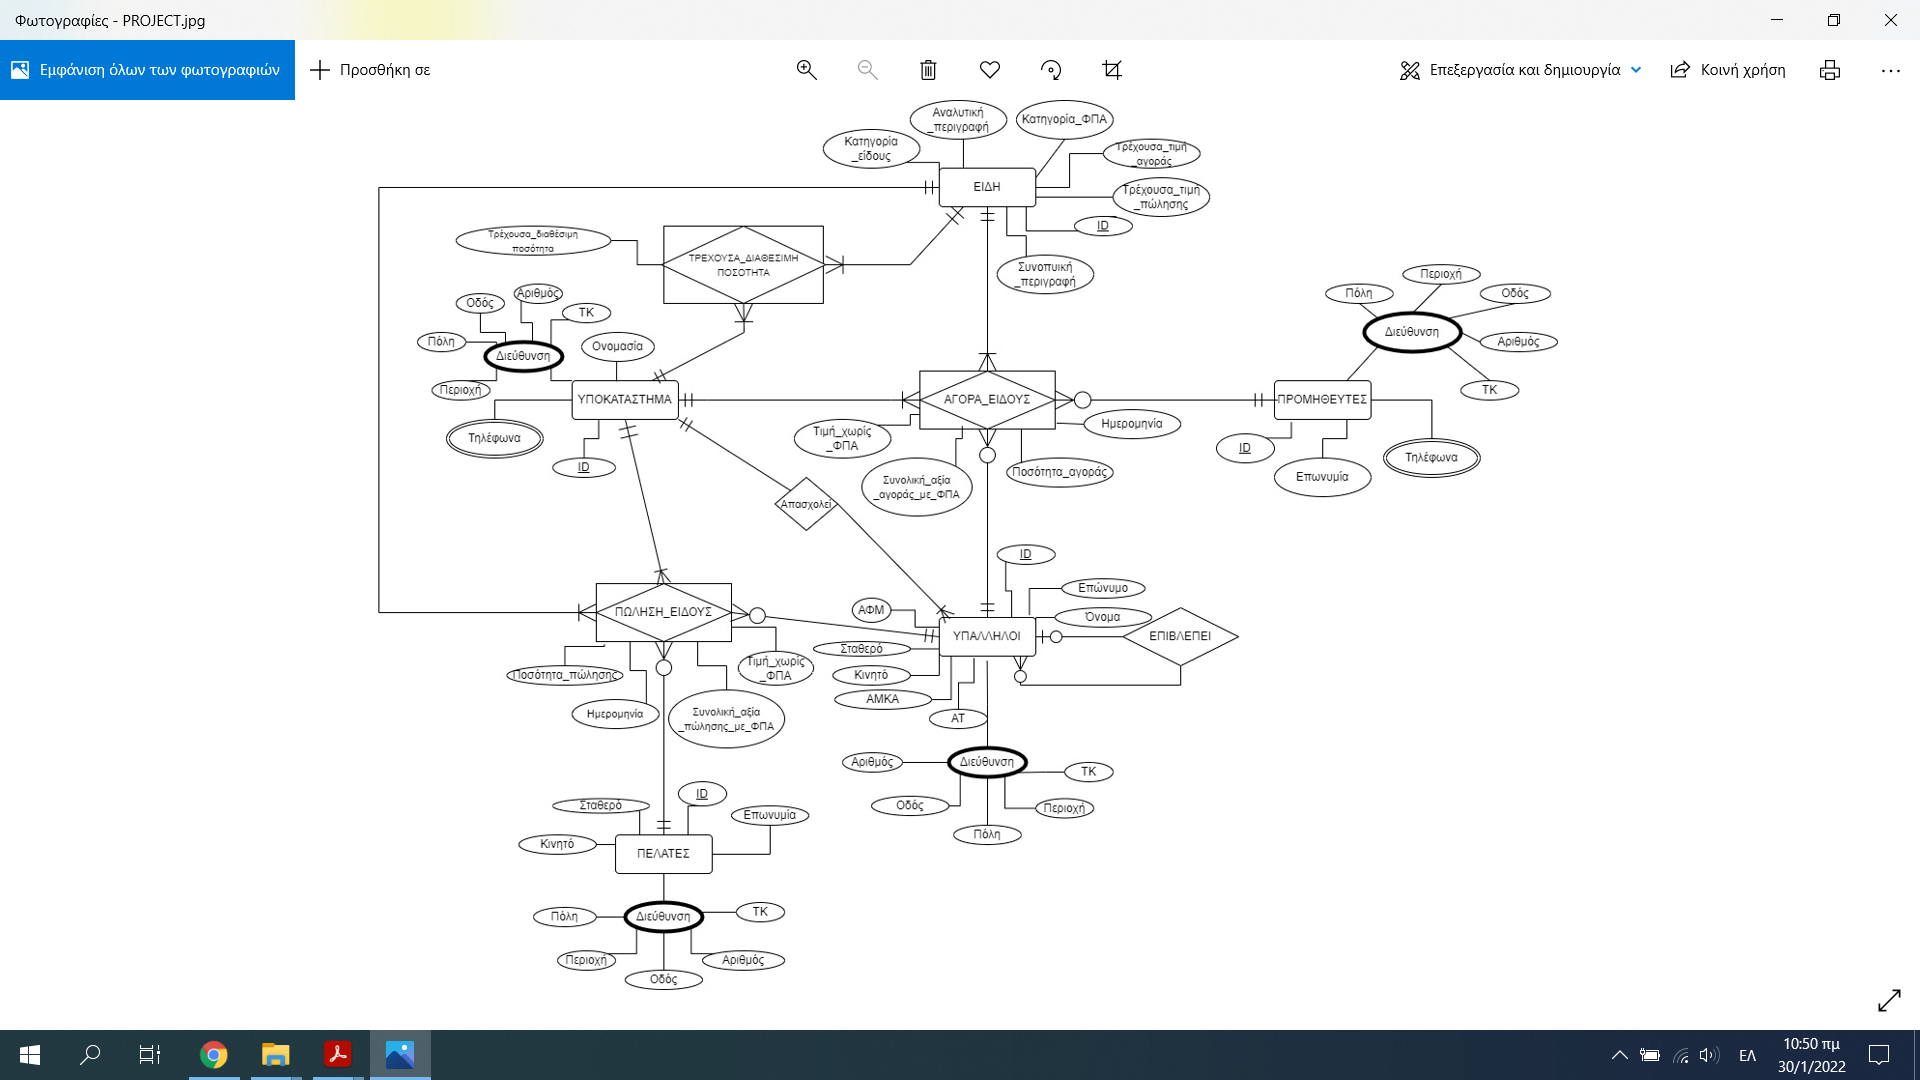 Φωτογραφίες - PROJECT.jpg
Εμφάνιση όλων των φωτογραφιών
Προσθήκη σε
Επεξεργασία και δημιουργία
Κοινή χρήση
Αναλυτική
_περιγραφή
Κατηγορία_ΦΠΑ
Κατηγορία
_είδους
Τρέχουσα_τιμή
_αγοράς
ΕΙΔΗ
Τρέχουσα_τιμή
_πώλησης
ID
Τρέχουσα_διαθέσιμη
ποσότητα
ΤΡΕΧΟΥΣΑ_ΔΙΑΘΕΣΙΜΗ
ΠΟΣΟΤΗΤΑ
Συνοπυική
_περιγραφή
Περιοχή
Πόλη
Οδός
Διεύθυνση
Αριθμός
ΤΚ
Αριθμός
Οδός
ΤΚ
Πόλη
Διεύθυνση
Ονομασία
Περιοχή
ΥΠΟΚΑΤΑΣΤΗΜΑ
ΑΓΟΡΑ_ΕΙΔΟΥΣ
ΠΡΟΜΗΘΕΥΤΕΣ
Τηλέφωνα
ID
Τιμή_χωρίς
_ΦΠΑ
Ημερομηνία
Συνολική_αξία
_αγοράς_με_ΦΠΑ
Ποσότητα_αγοράς
ID
Επωνυμία
Τηλέφωνα
Απασχολεί
ID
Επώνυμο
Όνομα
ΑΦΜ
ΠΩΛΗΣΗ_ΕΙΔΟΥΣ
ΥΠΑΛΛΗΛΟΙ
ΕΠΙΒΛΕΠΕΙ
Σταθερό
Κινητό
ΑΜΚΑ
ΑΤ
Ποσότητα_πώλησης
Τιμή_χωρίς
_ΦΠΑ
Ημερομηνία
Συνολική_αξία
_πώλησης_με_ΦΠΑ
Αριθμός
Διεύθυνση
ΤΚ
Οδός
Περιοχή
Πόλη
ID
Σταθερό
Επωνυμία
Κινητό
ΠΕΛΑΤΕΣ
Πόλη
Διεύθυνση
ΤΚ
Περιοχή
Αριθμός
Οδός
ΕΛ
10:50 πμ
30/1/2022